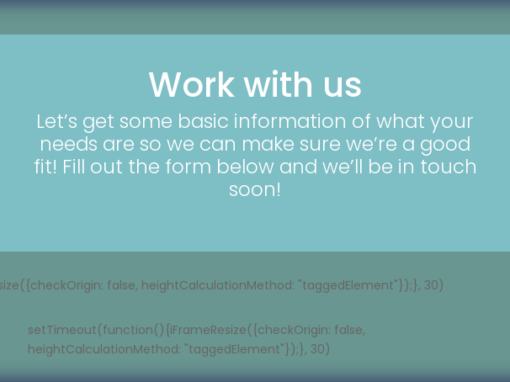 Work with us
Let’s get some basic information of what your
needs are so we can make sure we’re a good
fit! Fill out the form below and we’ll be in touch
soon!
size({checkOrigin: false, heightCalculationMethod: "taggedElement"});}, 30)
setTimeout(function(){iFrameResize({checkOrigin: false,
heightCalculationMethod: "taggedElement"});}, 30)